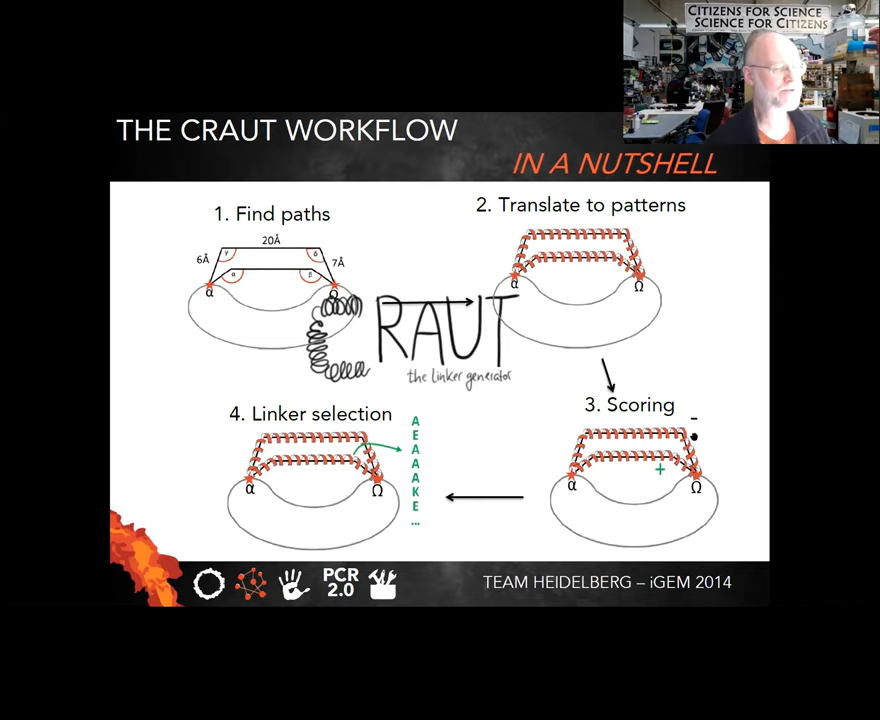 CITIZENS FOR SCIENCE
SCIENCE FOR CITIZENS
THE CRAUT WORKFLOW
IN A NUTSHELL
1. Find paths
20Å
6Å
γ
δ
7Å
α
β
α
Ω
2. Translate to patterns
α
Ω
CRAUT
the linker generator
3. Scoring
-
+
α
Ω
4. Linker selection
A
E
A
A
A
A
K
E
...
α
Ω
PCR
2.0
TEAM HEIDELBERG – iGEM 2014